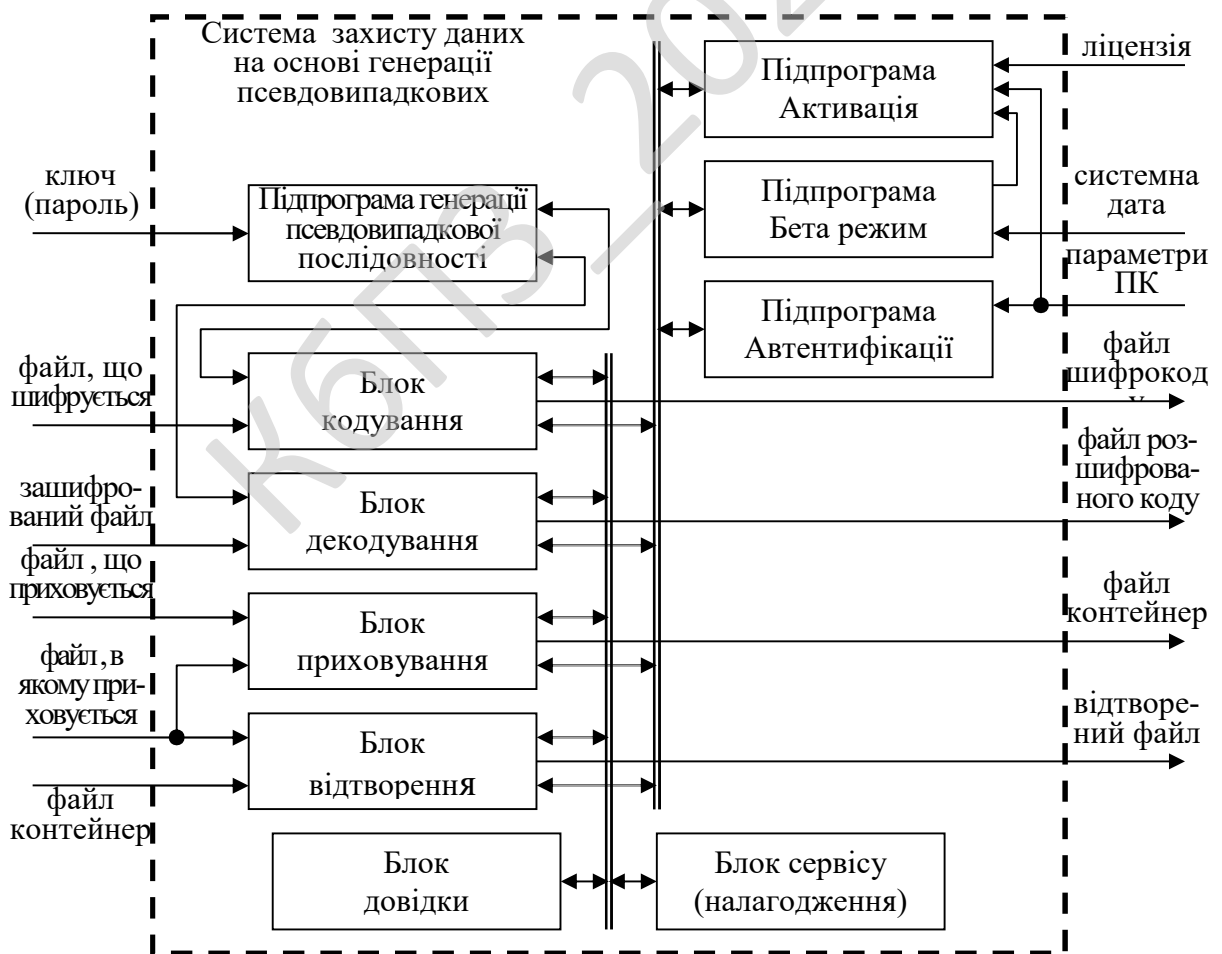 Система захисту даних
на основі генерації
псевдовипадкових
ключ
(пароль)
Підпрограма генерації
псевдовипадкової
послідовності
Підпрограма
Активація
ліцензія
Підпрограма
Бета режим
системна
дата
параметри
ПК
Підпрограма
Автентифікації
файл, що
шифрується
Блок
кодування
файл
шифрокод
у
зашифро-
ваний файл
Блок
декодування
файл роз-
шифрова-
ного коду
файл , що
приховується
Блок
приховування
файл
контейнер
файл, в
якому при-
ховується
Блок
відтворення
відтворе-
ний файл
файл
контейнер
Блок
довідки
Блок сервісу
(налагодження)